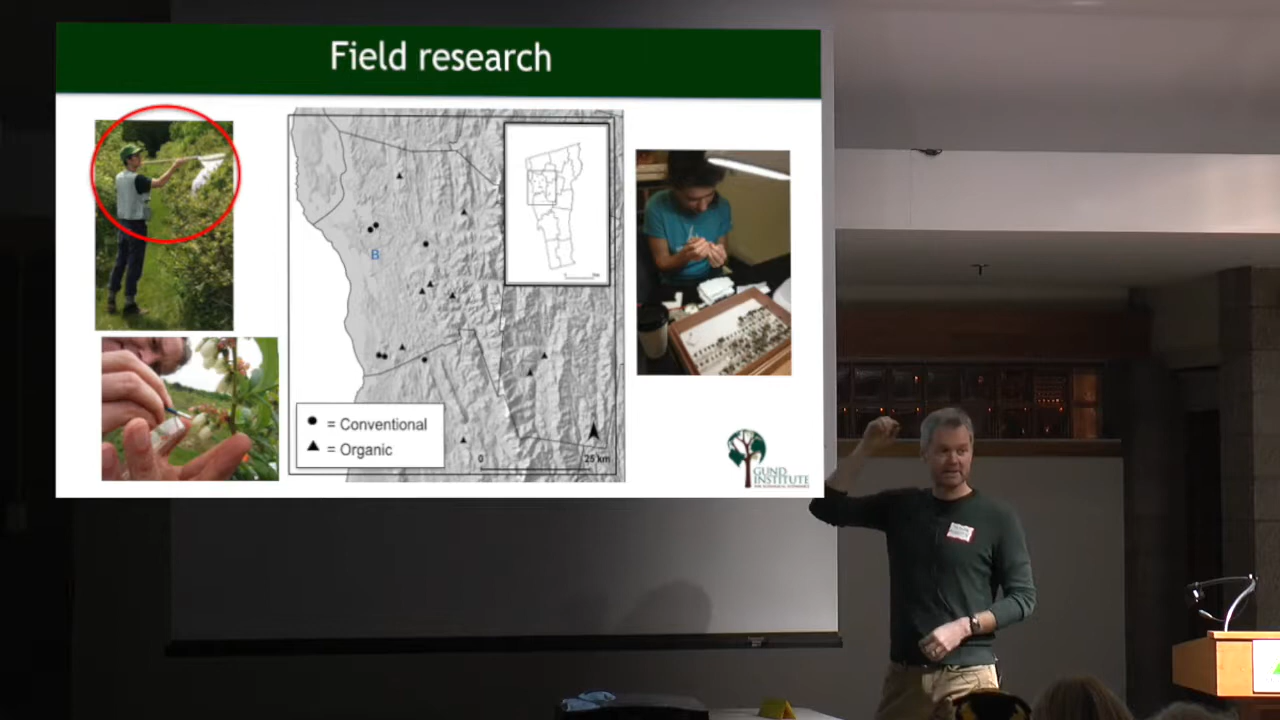 Field research
B
= Conventional
= Organic
0
25 km
GUND
INSTITUTE